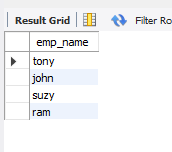 Result Grid Filter Ro
emp_name
tony
john
suzy
ram